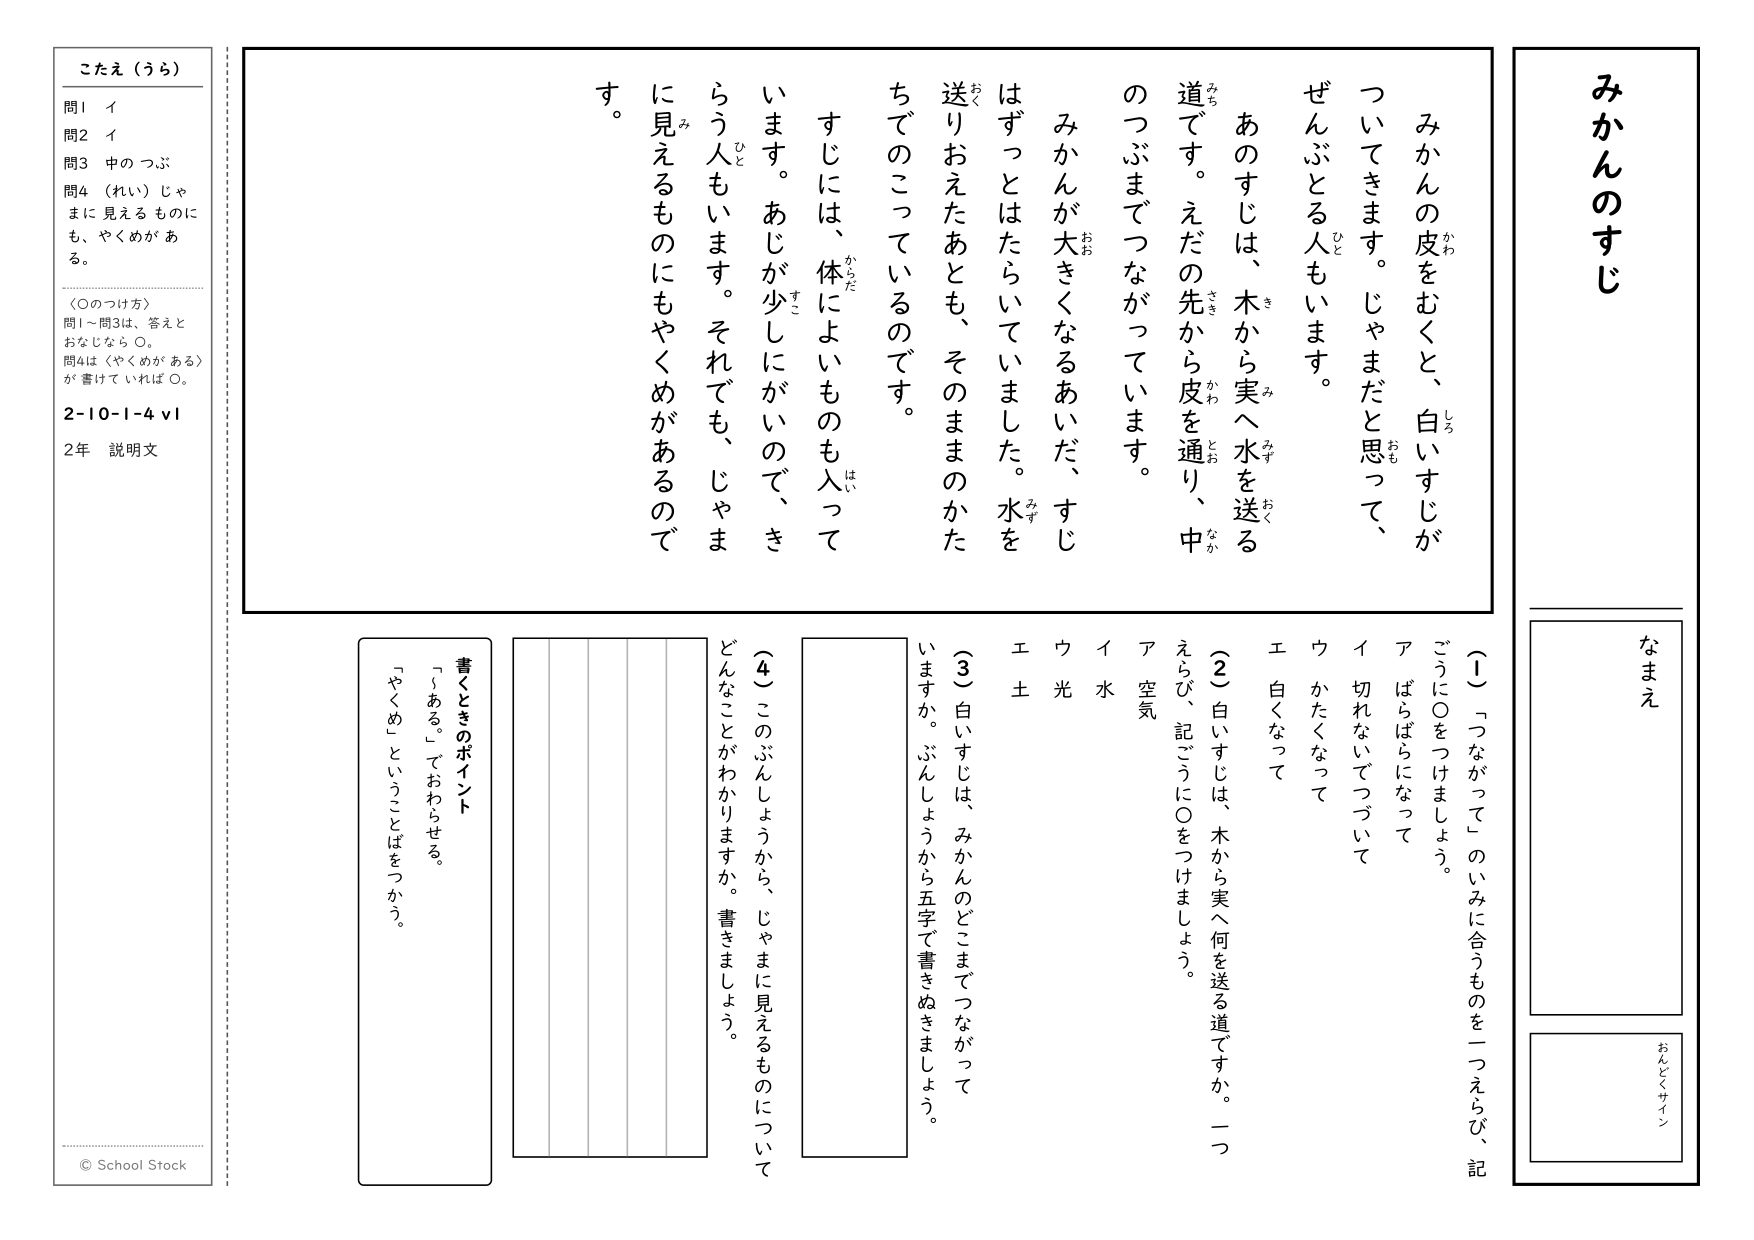 みかんのすじ
なまえ
おんどくサイン
みかんの皮をむくと、白いすじが
ついてきます。じゃまだと思って、
ぜんぶとる人もいます。
あのすじは、木から実へ水を送る
道です。えだの先から皮を通り、中
のつぶまでつながっています。
みかんが大きくなるあいだ、すじ
はずっとはたらいていました。水を
送りおえたあとも、そのままのかた
ちでのこっているのです。
すじには、体によいものも入って
います。あじが少しにがいので、き
らう人もいます。それでも、じゃま
に見えるものにもやくめがあるので
す。
(1)「つながって」のいみに合うものを一つえらび、記
ごうに〇をつけましょう。
ア ばらばらになって
イ 切れないでつづいて
ウ かたくなって
エ 白くなって
(2)白いすじは、木から実へ何を送る道ですか。一つ
えらび、記ごうに〇をつけましょう。
ア 空気
イ 水
ウ 光
エ 土
(3)白いすじは、みかんのどこまでつながって
いますか。ぶんしょうから五字で書きぬきましょう。
(4)このぶんしょうから、じゃまに見えるものについて
どんなことがわかりますか。書きましょう。
書くときのポイント
「〜ある。」でおわらせる。
「やくめ」ということばをつかう。
こたえ（うら）
問1 イ
問2 イ
問3 中の つぶ
問4 （れい）じゃ
まに 見える ものに
も、やくめが あ
る。
〈〇のつけ方〉
問1～問3は、答えと
おなじなら 〇。
問4は〈やくめが ある〉
が 書けて いれば 〇。
2-10-1-4 v1
2年 説明文
© School Stock